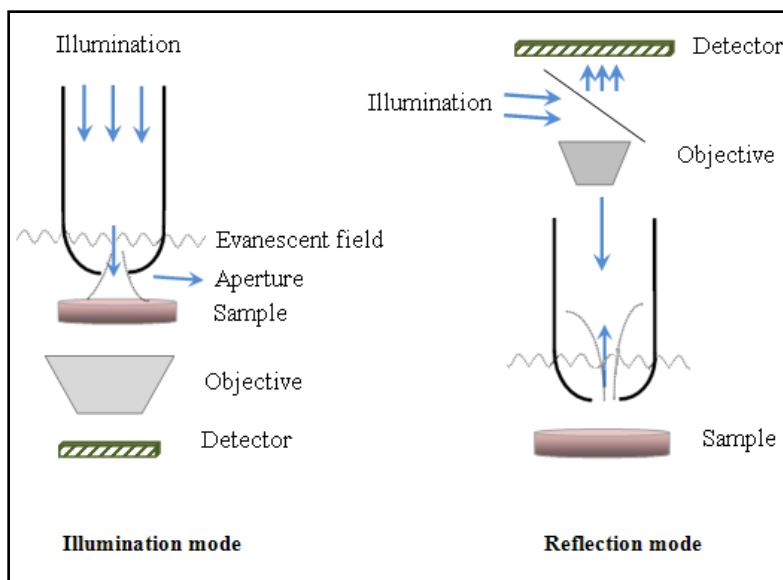 Illumination
Evanescent field
Aperture
Sample
Objective
Detector
Illumination mode
Detector
Illumination
Objective
Sample
Reflection mode